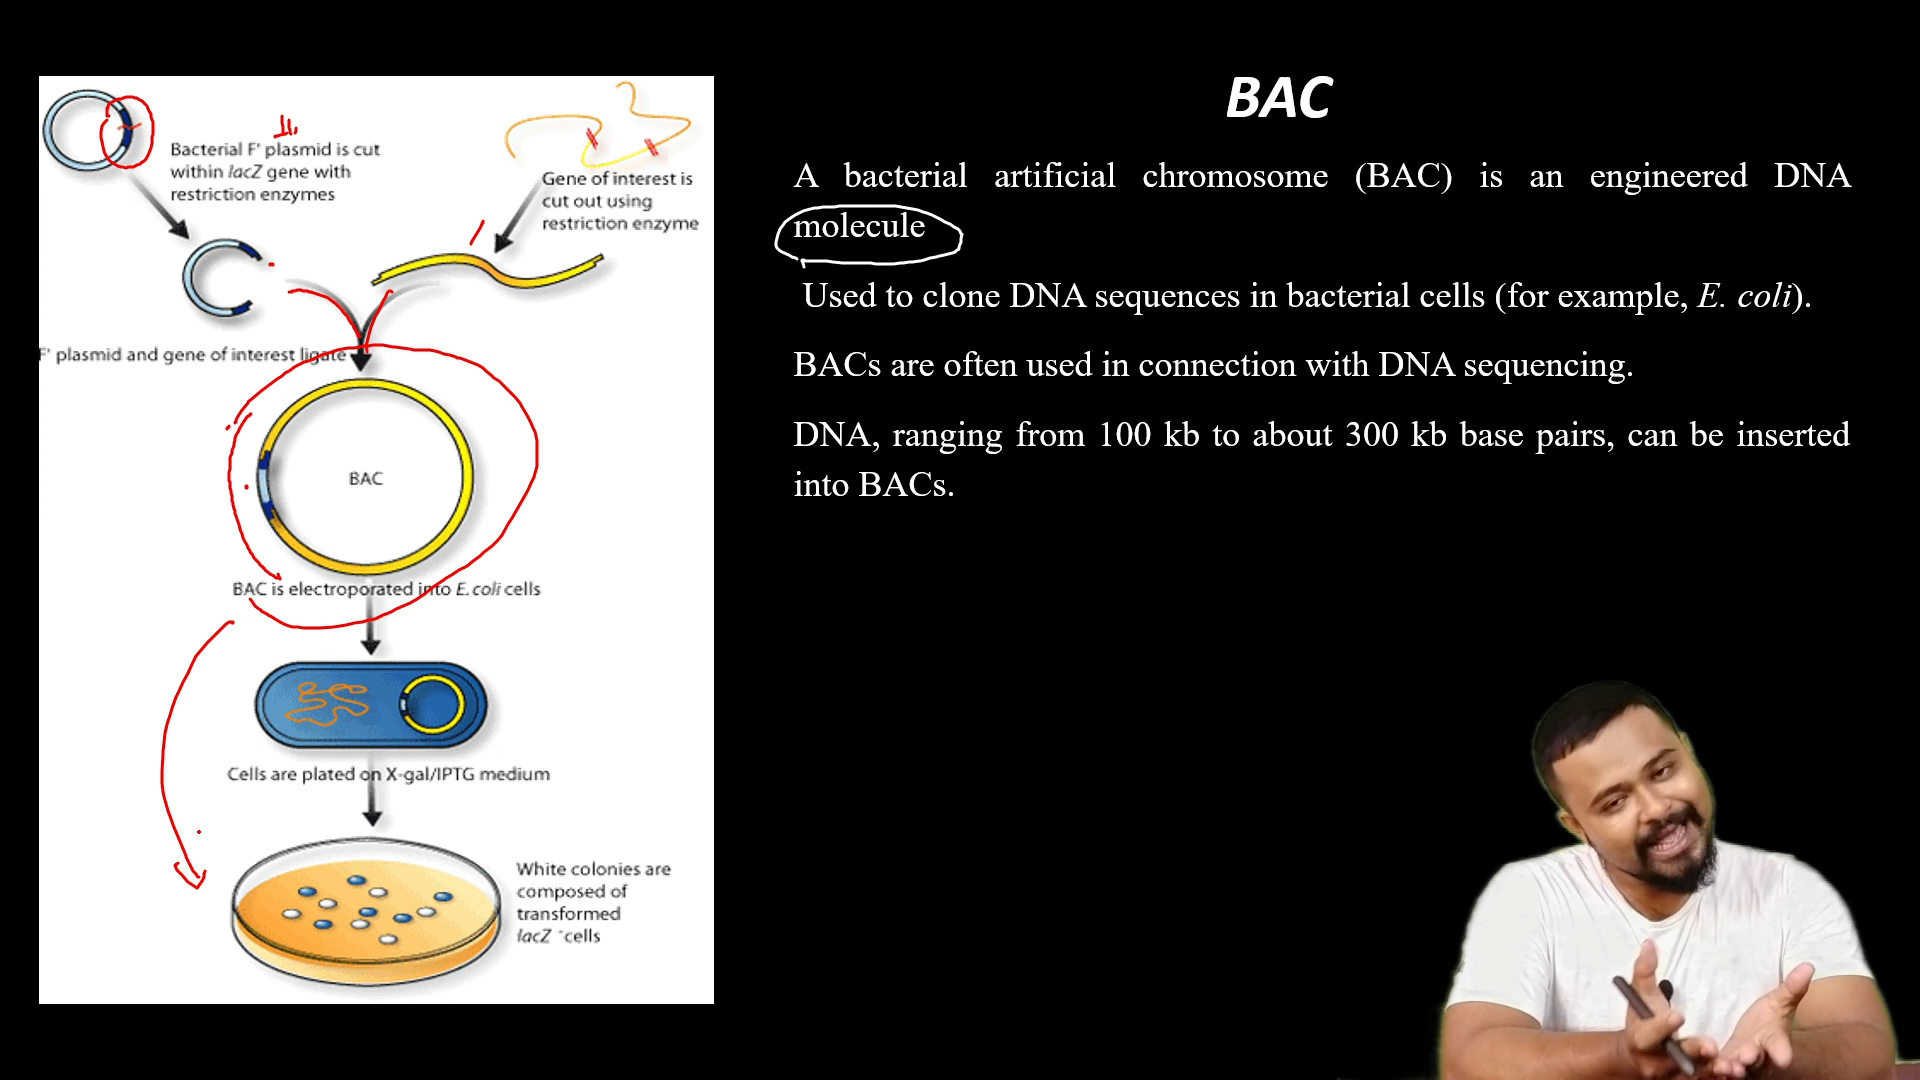 BAC
A bacterial artificial chromosome (BAC) is an engineered DNA
molecule
Used to clone DNA sequences in bacterial cells (for example, E. coli).
BACs are often used in connection with DNA sequencing.
DNA, ranging from 100 kb to about 300 kb base pairs, can be inserted
into BACs.
Bacterial F' plasmid is cut
within lacZ gene with
restriction enzymes
Gene of interest is
cut out using
restriction enzyme
F' plasmid and gene of interest ligate
BAC
BAC is electroporated into E. coli cells
Cells are plated on X-gal/IPTG medium
White colonies are
composed of
transformed
lacZ - cells